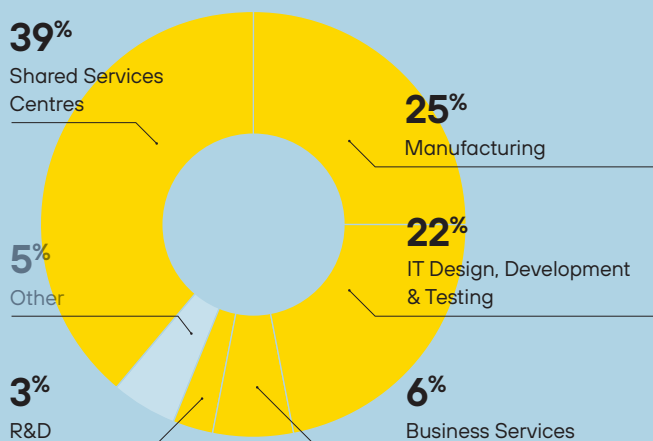 39%
Shared Services
Centres
25%
Manufacturing
22%
IT Design, Development
& Testing
5%
Other
3%
R&D
6%
Business Services